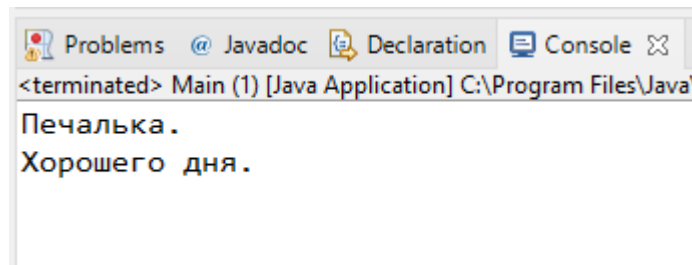 Problems @ Javadoc Declaration Console
<terminated> Main (1) [Java Application] C:\Program Files\Java\
Печалька.
Хорошего дня.